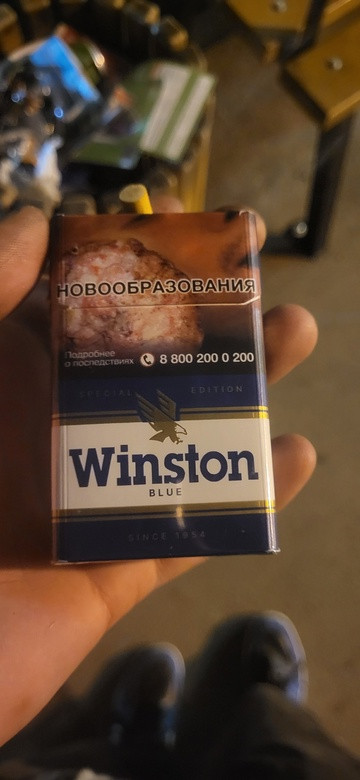 НОВООБРАЗОВАНИЯ
Подробнее
о последствиях 8 800 200 0 200
SPECIAL EDITION
Winston
BLUE
SINCE 1954